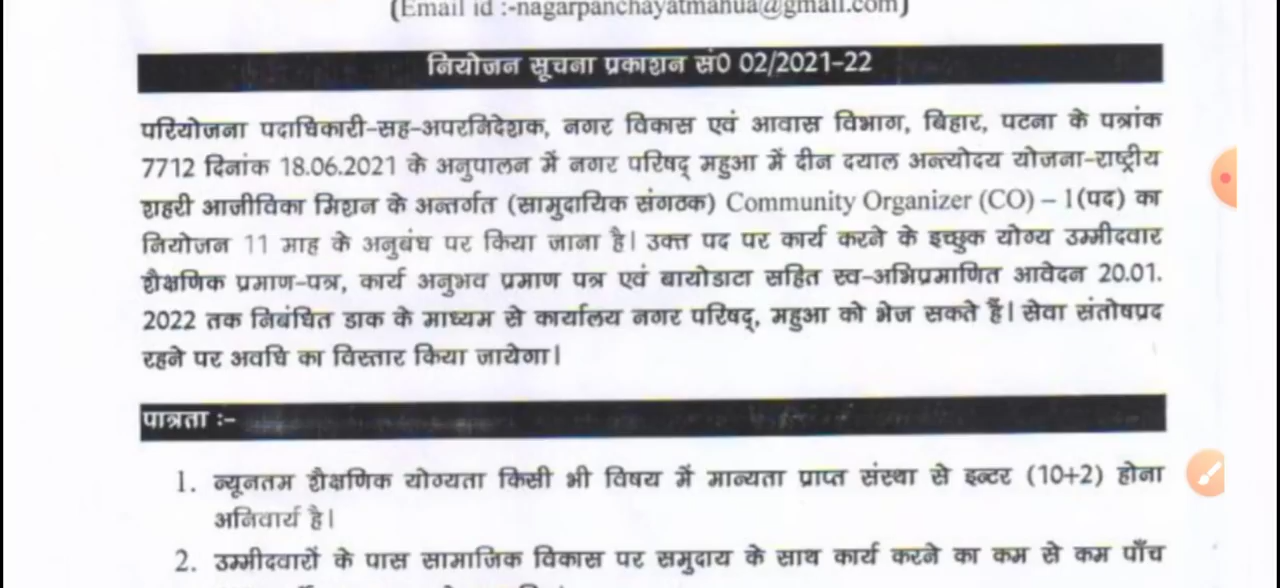 (Email id :-nagarpanchayatmahua@gmail.com)
नियोजन सूचना प्रकाशन सं0 02/2021-22
परियोजना पदाधिकारी-सह-अपरनिदेशक, नगर विकास एवं आवास विभाग, बिहार, पटना के पत्रांक
7712 दिनांक 18.06.2021 के अनुपालन में नगर परिषद् महुआ में दीन दयाल अन्त्योदय योजना-राष्ट्रीय
शहरी आजीविका मिशन के अन्तर्गत (सामुदायिक संगठक) Community Organizer (CO) – 1(पद) का
नियोजन 11 माह के अनुबंध पर किया जाना है। उक्त पद पर कार्य करने के इच्छुक योग्य उम्मीदवार
शैक्षणिक प्रमाण-पत्र, कार्य अनुभव प्रमाण पत्र एवं बायोडाटा सहित स्व-अभिप्रमाणित आवेदन 20.01.
2022 तक निबंधित डाक के माध्यम से कार्यालय नगर परिषद्, महुआ को भेज सकते हैं। सेवा संतोषप्रद
रहने पर अवधि का विस्तार किया जायेगा।
पात्रता :-
1. न्यूनतम शैक्षणिक योग्यता किसी भी विषय में मान्यता प्राप्त संस्था से इन्टर (10+2) होना
अनिवार्य है।
2. उम्मीदवारों के पास सामाजिक विकास पर समुदाय के साथ कार्य करने का कम से कम पाँच